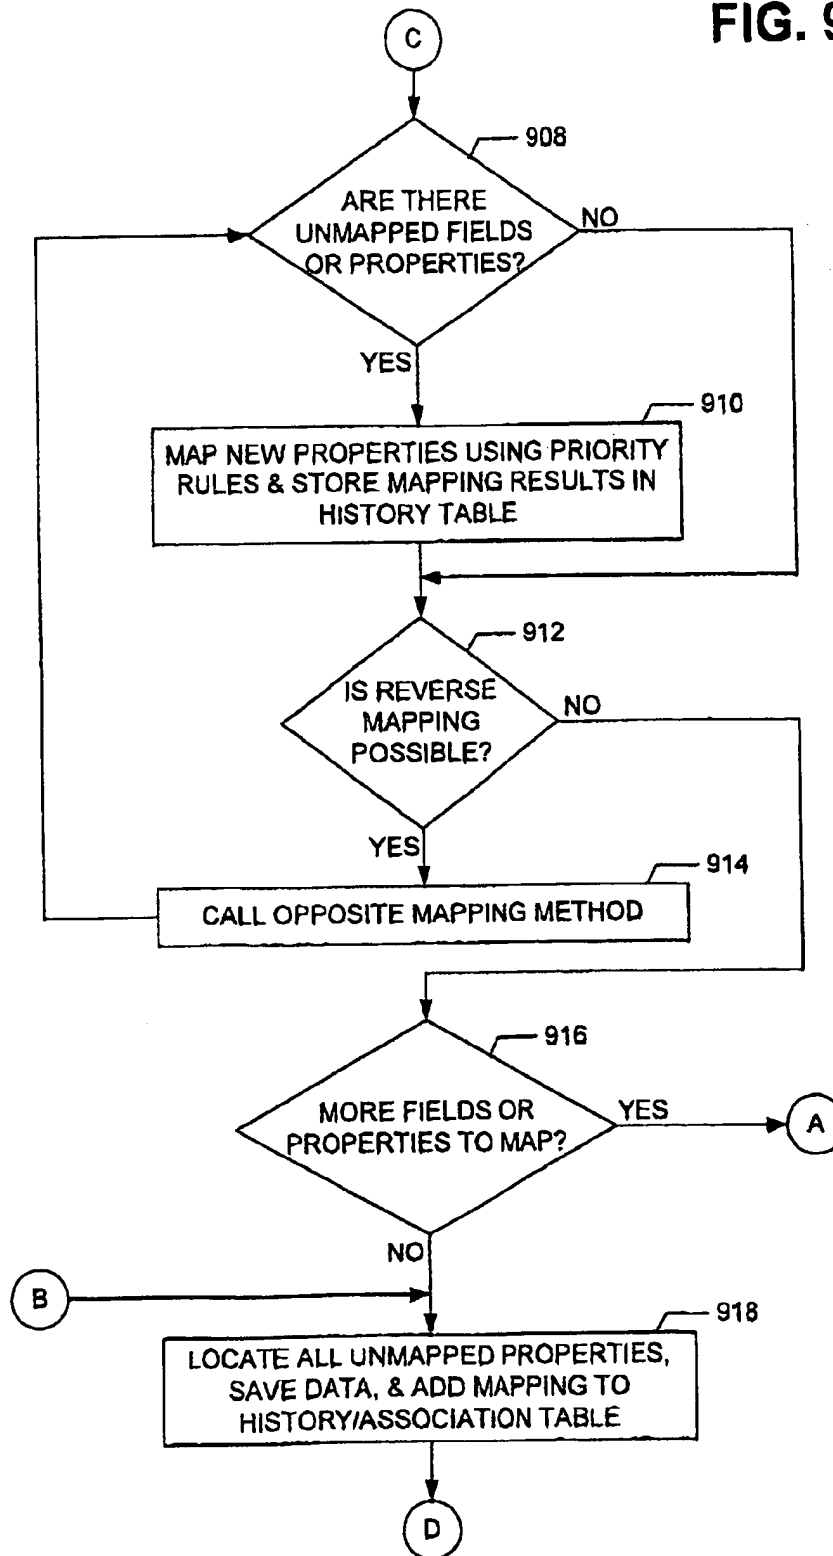 FIG. 9
C
908
ARE THERE
UNMAPPED FIELDS
OR PROPERTIES?
NO
YES
910
MAP NEW PROPERTIES USING PRIORITY
RULES & STORE MAPPING RESULTS IN
HISTORY TABLE
912
IS REVERSE
MAPPING
POSSIBLE?
NO
YES
914
CALL OPPOSITE MAPPING METHOD
916
MORE FIELDS OR
PROPERTIES TO MAP?
YES
A
NO
B
918
LOCATE ALL UNMAPPED PROPERTIES,
SAVE DATA, & ADD MAPPING TO
HISTORY/ASSOCIATION TABLE
D